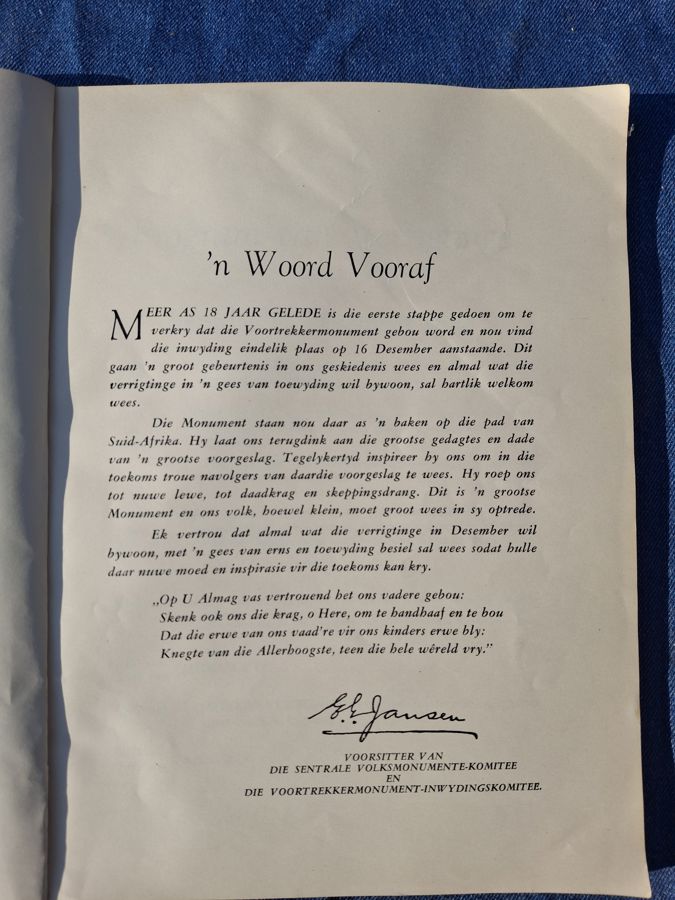 'n Woord Vooraf
MEER AS 18 JAAR GELEDE is die eerste stappe gedoen om te
verkry dat die Voortrekkermonument gebou word en nou vind
die inwyding eindelik plaas op 16 Desember aanstaande. Dit
gaan 'n groot gebeurtenis in ons geskiedenis wees en almal wat die
verrigtinge in 'n gees van toewyding wil bywoon, sal hartlik welkom
wees.
Die Monument staan nou daar as 'n baken op die pad van
Suid-Afrika. Hy laat ons terugdink aan die grootse gedagtes en dade
van 'n grootse voorgeslag. Tegelykertyd inspireer hy ons om in die
toekoms troue navolgers van daardie voorgeslag te wees. Hy roep ons
tot nuwe lewe, tot daadkrag en skeppingsdrang. Dit is 'n grootse
Monument en ons volk, hoewel klein, moet groot wees in sy optrede.
Ek vertrou dat almal wat die verrigtinge in Desember wil
bywoon, met 'n gees van erns en toewyding besiel sal wees sodat hulle
daar nuwe moed en inspirasie vir die toekoms kan kry.
„Op U Almag vas vertrouend het ons vadere gebou:
Skenk ook ons die krag, o Here, om te handhaaf en te bou
Dat die erwe van ons vaad're vir ons kinders erwe bly:
Knegte van die Allerhoogste, teen die hele wêreld vry."
E.G. Jansen
VOORSITTER VAN
DIE SENTRALE VOLKSMONUMENTE-KOMITEE
EN
DIE VOORTREKKERMONUMENT-INWYDINGSKOMITEE.